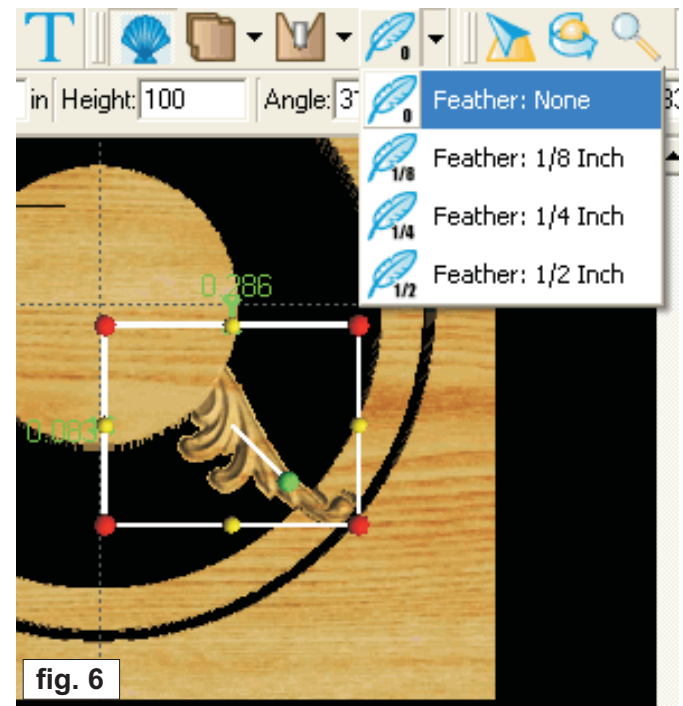 T
0
in Height: 100 Angle: 3
0 Feather: None
1/8 Feather: 1/8 Inch
1/4 Feather: 1/4 Inch
1/2 Feather: 1/2 Inch
0.286
fig. 6